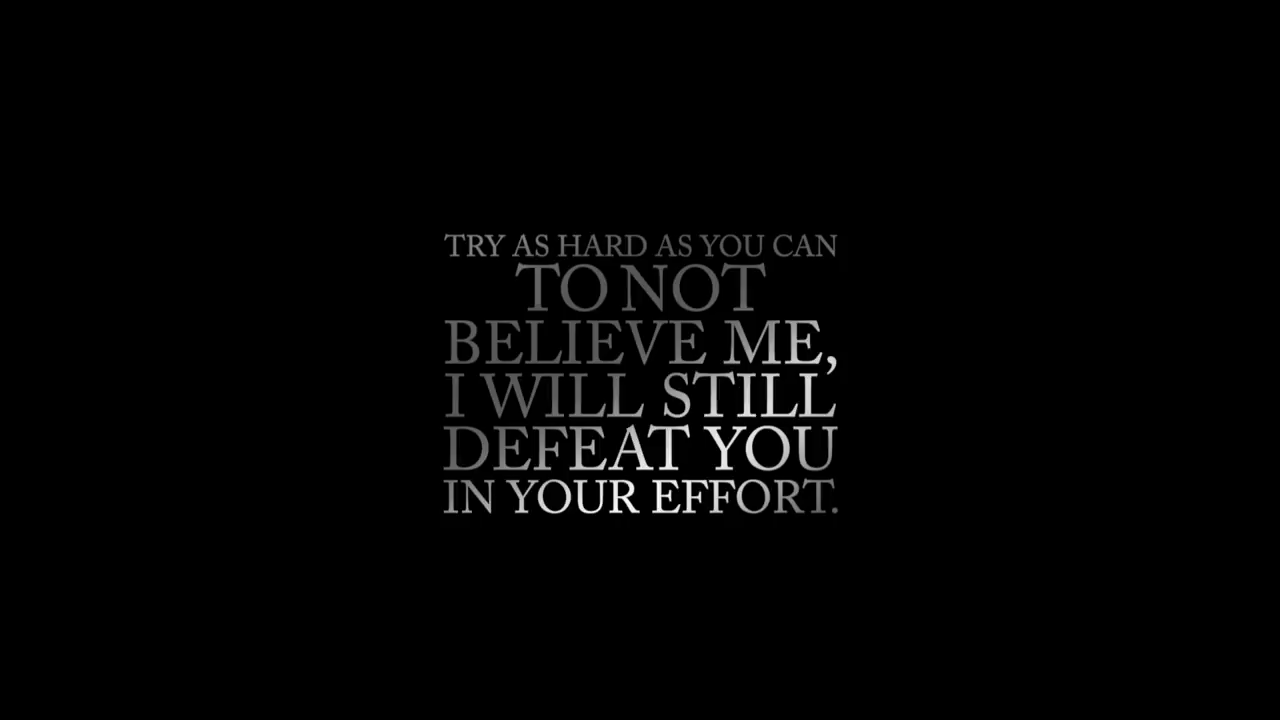 TRY AS HARD AS YOU CAN
TO NOT
BELIEVE ME,
I WILL STILL
DEFEAT YOU
IN YOUR EFFORT.